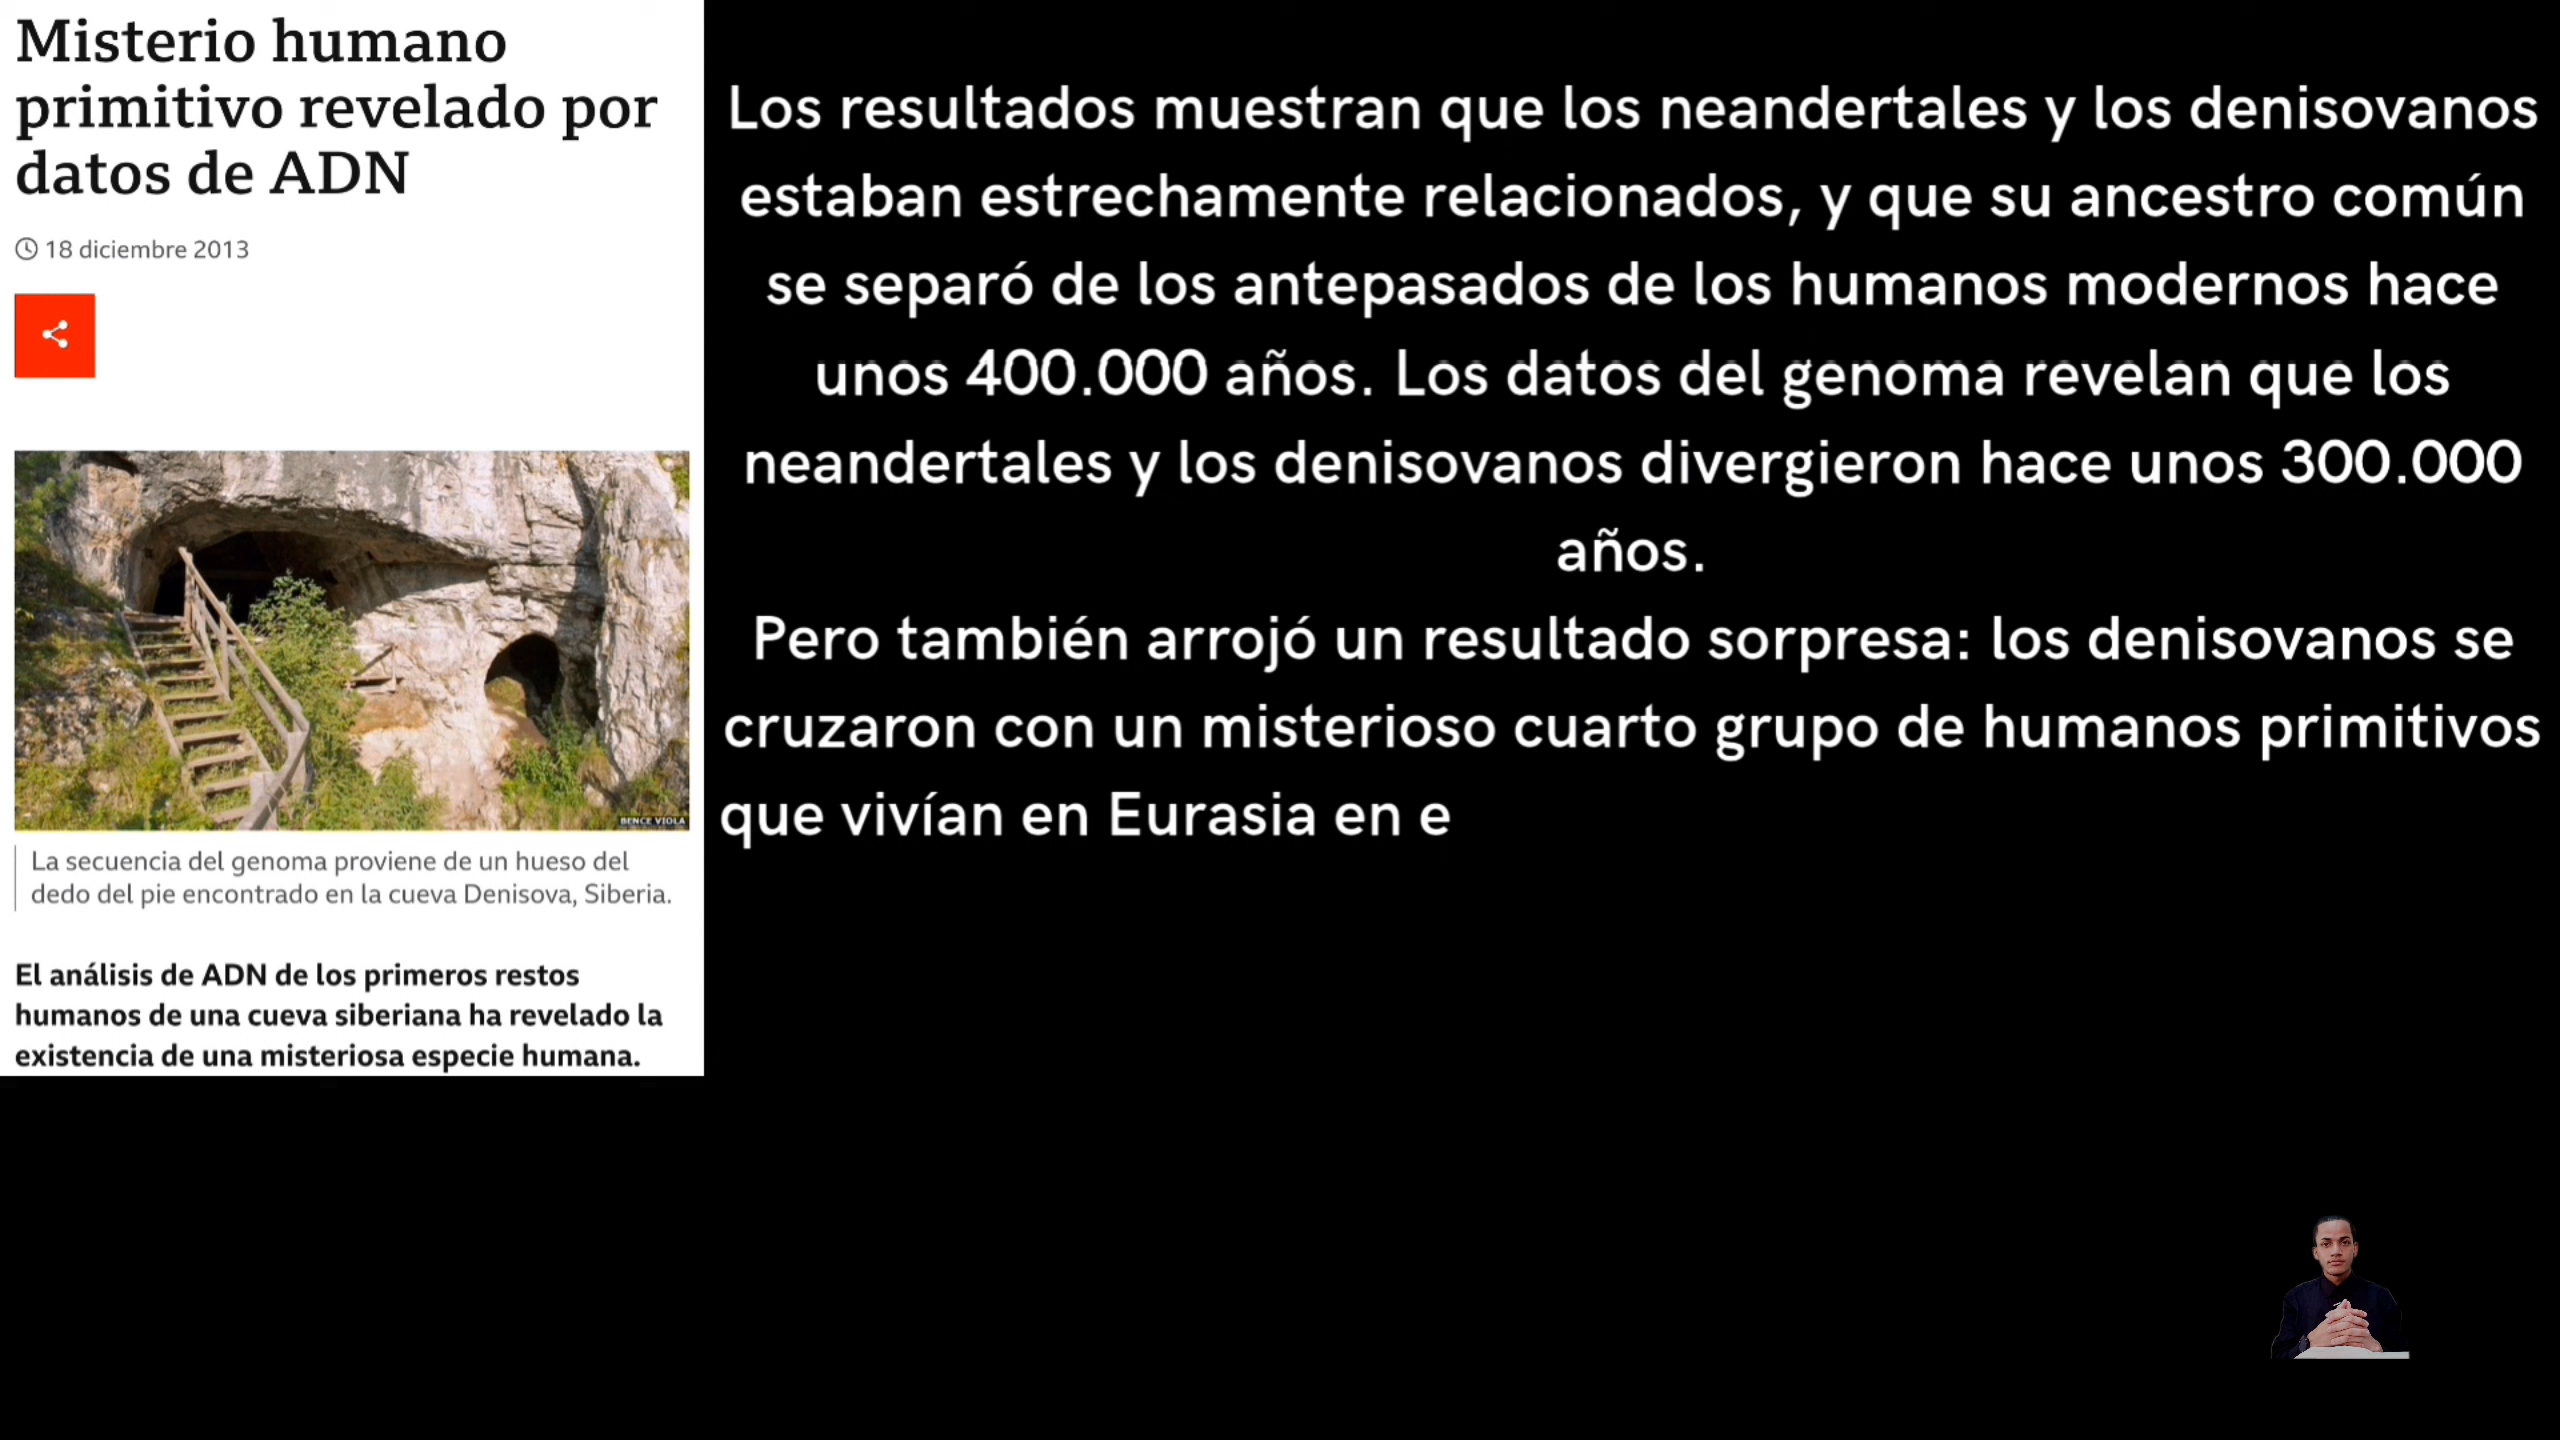 Misterio humano
primitivo revelado por
datos de ADN
18 diciembre 2013
BENCE VIOLA
La secuencia del genoma proviene de un hueso del
dedo del pie encontrado en la cueva Denisova, Siberia.
El análisis de ADN de los primeros restos
humanos de una cueva siberiana ha revelado la
existencia de una misteriosa especie humana.
Los resultados muestran que los neandertales y los denisovanos
estaban estrechamente relacionados, y que su ancestro común
se separó de los antepasados de los humanos modernos hace
unos 400.000 años. Los datos del genoma revelan que los
neandertales y los denisovanos divergieron hace unos 300.000
años.
Pero también arrojó un resultado sorpresa: los denisovanos se
cruzaron con un misterioso cuarto grupo de humanos primitivos
que vivían en Eurasia en e